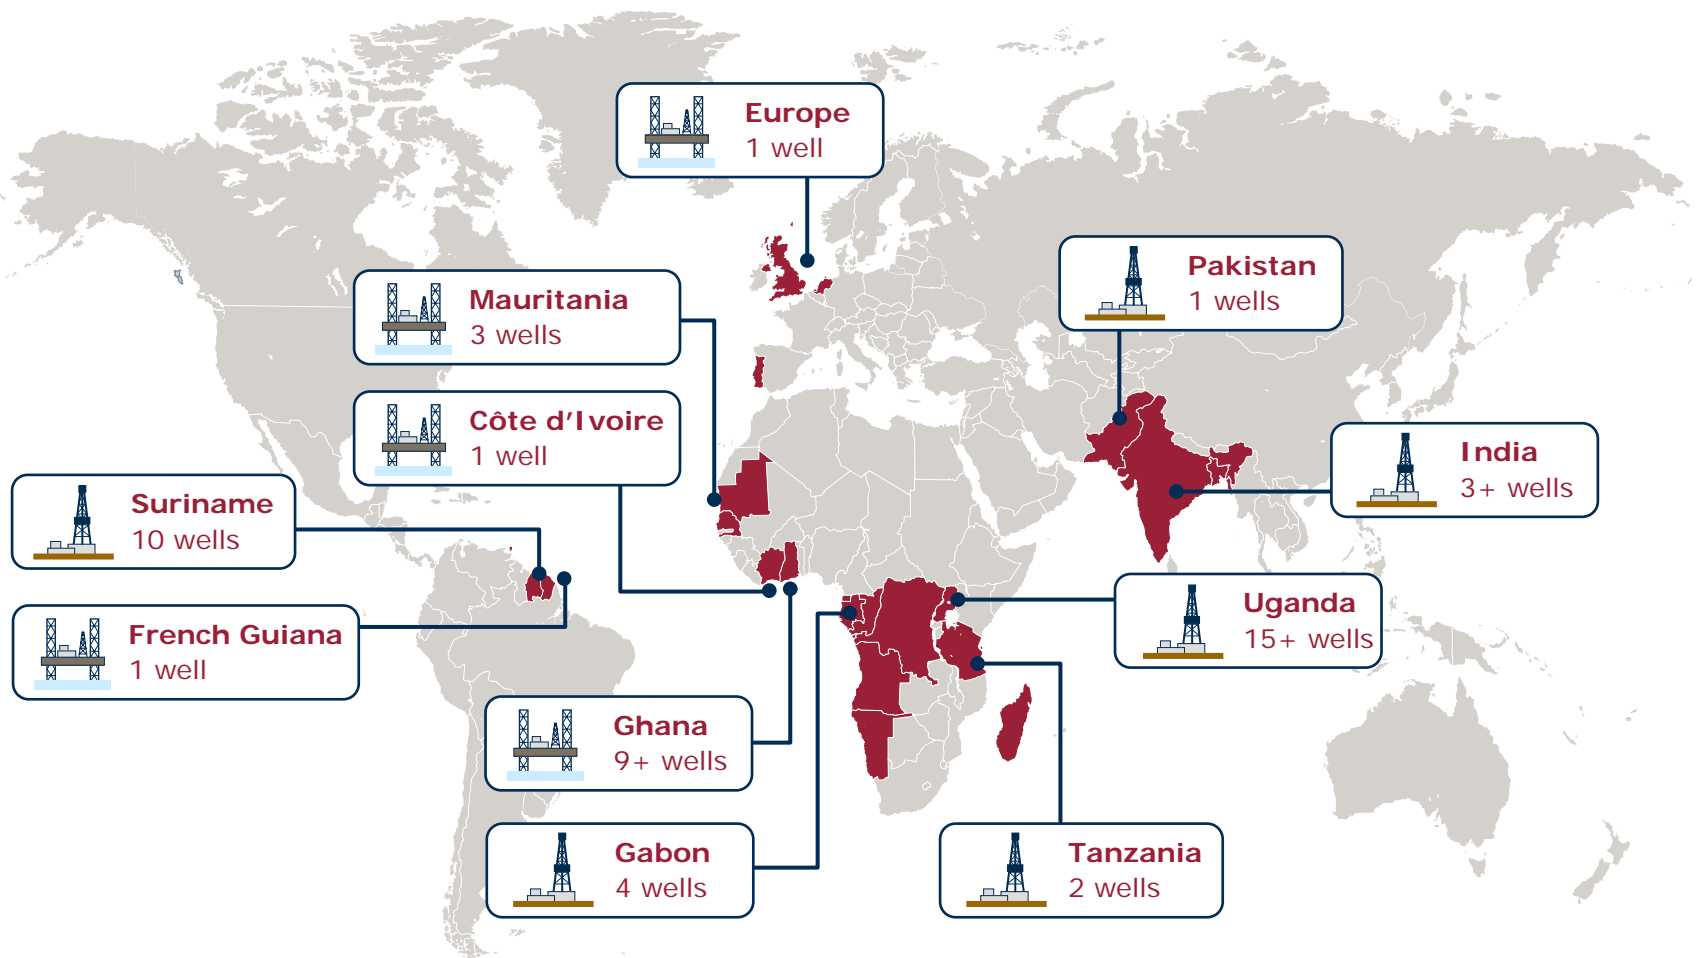 Europe
1 well
Pakistan
1 wells
Mauritania
3 wells
Côte d’Ivoire
1 well
India
3+ wells
Suriname
10 wells
Uganda
15+ wells
French Guiana
1 well
Ghana
9+ wells
Gabon
4 wells
Tanzania
2 wells